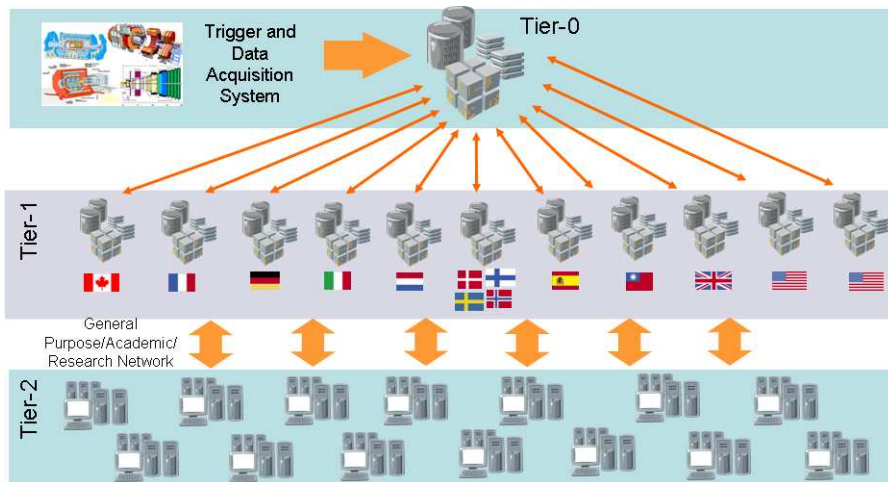 Trigger and
Data
Acquisition
System
Tier-0
Tier-1
General
Purpose/Academic/
Research Network
Tier-2